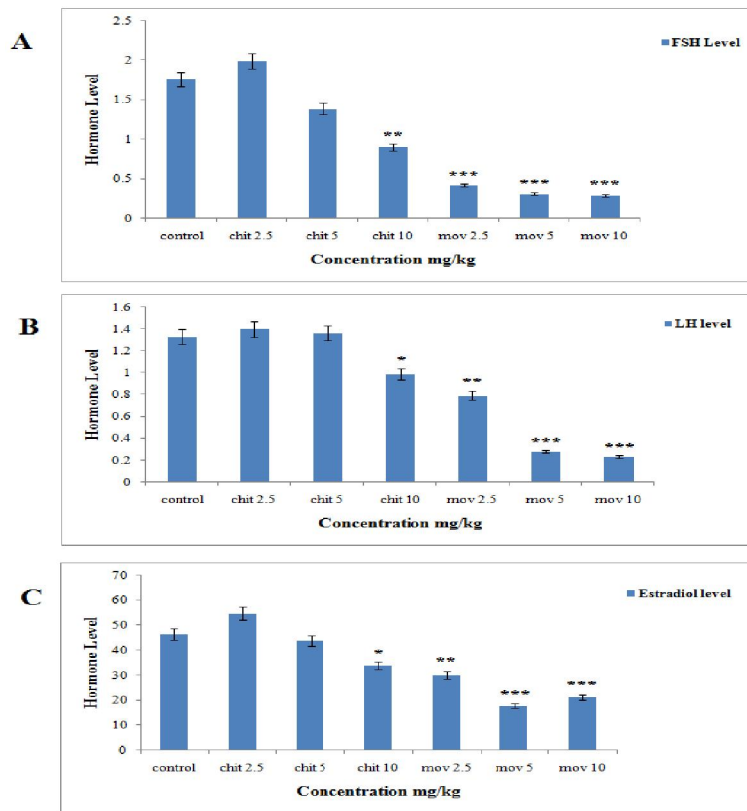 A
FSH Level
Hormone Level
2.5
2
1.5
1
0.5
0
**
***
***
***
control chit 2.5 chit 5 chit 10 mov 2.5 mov 5 mov 10
Concentration mg/kg
B
LH level
Hormone Level
1.6
1.4
1.2
1
0.8
0.6
0.4
0.2
0
*
**
***
***
control chit 2.5 chit 5 chit 10 mov 2.5 mov 5 mov 10
Concentration mg/kg
C
Estradiol level
Hormone Level
70
60
50
40
30
20
10
0
*
**
***
***
control chit 2.5 chit 5 chit 10 mov 2.5 mov 5 mov 10
Concentration mg/kg